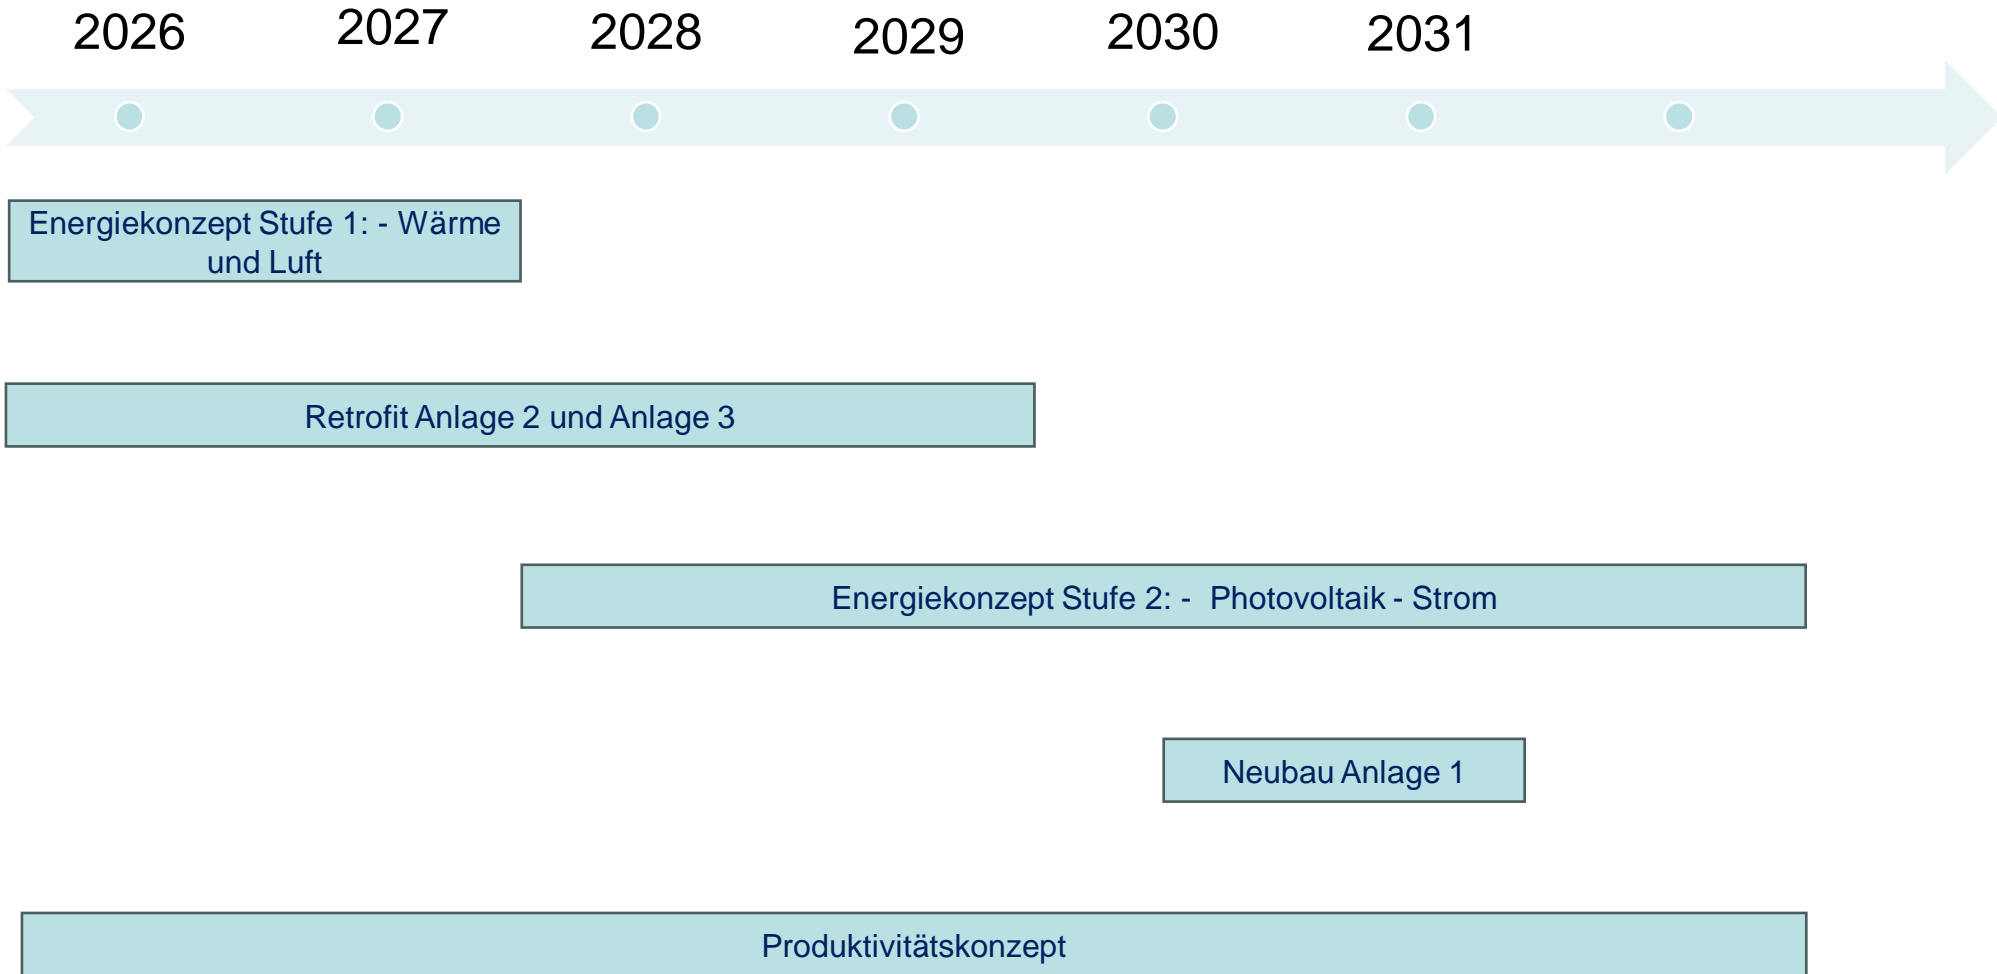 2026 2027 2028 2029 2030 2031
Energiekonzept Stufe 1: - Wärme
und Luft
Retrofit Anlage 2 und Anlage 3
Energiekonzept Stufe 2: - Photovoltaik - Strom
Neubau Anlage 1
Produktivitätskonzept